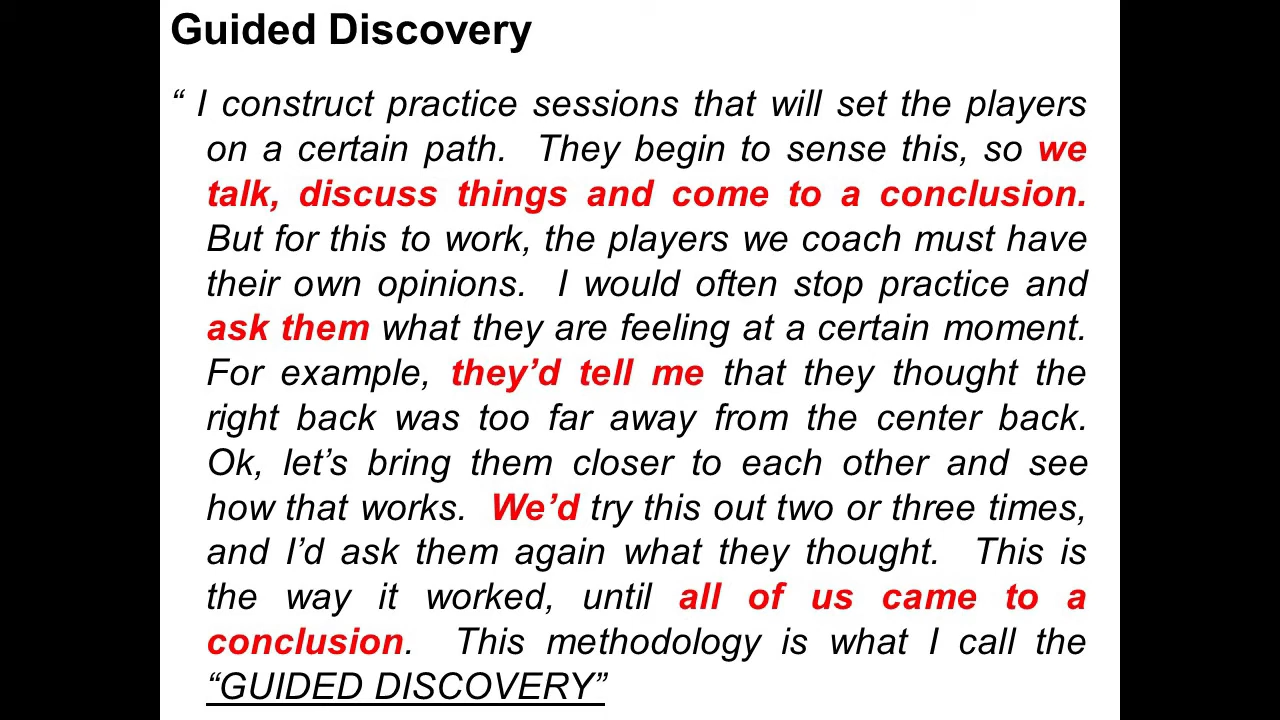 Guided Discovery
“ I construct practice sessions that will set the players
on a certain path. They begin to sense this, so we
talk, discuss things and come to a conclusion.
But for this to work, the players we coach must have
their own opinions. I would often stop practice and
ask them what they are feeling at a certain moment.
For example, they’d tell me that they thought the
right back was too far away from the center back.
Ok, let’s bring them closer to each other and see
how that works. We’d try this out two or three times,
and I’d ask them again what they thought. This is
the way it worked, until all of us came to a
conclusion. This methodology is what I call the
“GUIDED DISCOVERY”